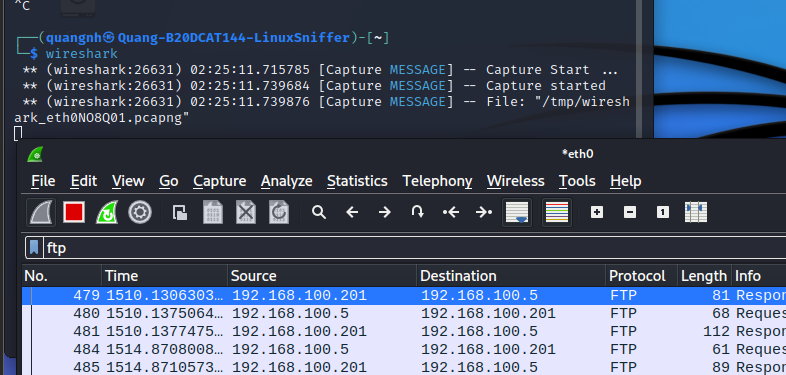 ^C
┌──(quangnh㉿Quang-B20DCAT144-LinuxSniffer)-[~]
└─$ wireshark
** (wireshark:26631) 02:25:11.715785 [Capture MESSAGE] -- Capture Start ...
** (wireshark:26631) 02:25:11.739684 [Capture MESSAGE] -- Capture started
** (wireshark:26631) 02:25:11.739876 [Capture MESSAGE] -- File: "/tmp/wiresh
ark_eth0NO8Q01.pcapng"
*eth0
File Edit View Go Capture Analyze Statistics Telephony Wireless Tools Help
ftp
No. Time Source Destination Protocol Length Info
479 1510.1306303… 192.168.100.201 192.168.100.5 FTP 81 Respon
480 1510.1375064… 192.168.100.5 192.168.100.201 FTP 68 Reques
481 1510.1377475… 192.168.100.201 192.168.100.5 FTP 112 Respon
484 1514.8708008… 192.168.100.5 192.168.100.201 FTP 61 Reques
485 1514.8710573… 192.168.100.201 192.168.100.5 FTP 89 Respon